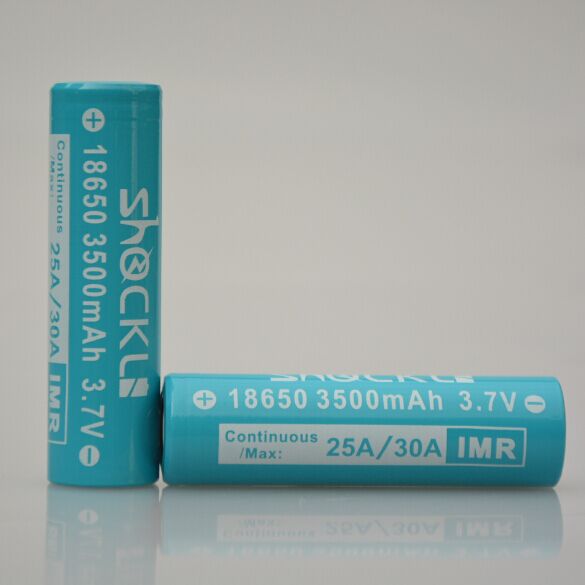 shOCKLi
⊕ 18650 3500mAh 3.7V ⊖
Continuous
/Max: 25A/30A IMR
shOCKLi
⊕ 18650 3500mAh 3.7V ⊖
Continuous
/Max: 25A/30A IMR